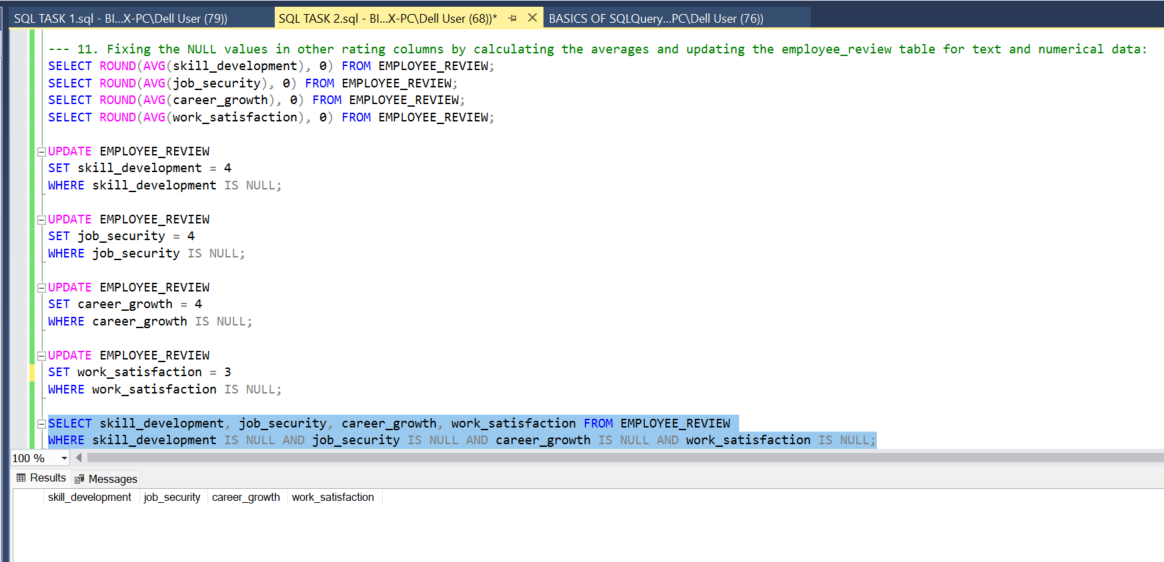 SQL TASK 1.sql - BI...X-PC\Dell User (79))
SQL TASK 2.sql - BI...X-PC\Dell User (68))*
BASICS OF SQLQuery...PC\Dell User (76))
--- 11. Fixing the NULL values in other rating columns by calculating the averages and updating the employee_review table for text and numerical data:
SELECT ROUND(AVG(skill_development), 0) FROM EMPLOYEE_REVIEW;
SELECT ROUND(AVG(job_security), 0) FROM EMPLOYEE_REVIEW;
SELECT ROUND(AVG(career_growth), 0) FROM EMPLOYEE_REVIEW;
SELECT ROUND(AVG(work_satisfaction), 0) FROM EMPLOYEE_REVIEW;
UPDATE EMPLOYEE_REVIEW
SET skill_development = 4
WHERE skill_development IS NULL;
UPDATE EMPLOYEE_REVIEW
SET job_security = 4
WHERE job_security IS NULL;
UPDATE EMPLOYEE_REVIEW
SET career_growth = 4
WHERE career_growth IS NULL;
UPDATE EMPLOYEE_REVIEW
SET work_satisfaction = 3
WHERE work_satisfaction IS NULL;
SELECT skill_development, job_security, career_growth, work_satisfaction FROM EMPLOYEE_REVIEW
WHERE skill_development IS NULL AND job_security IS NULL AND career_growth IS NULL AND work_satisfaction IS NULL;
100 %
Results Messages
skill_development job_security career_growth work_satisfaction